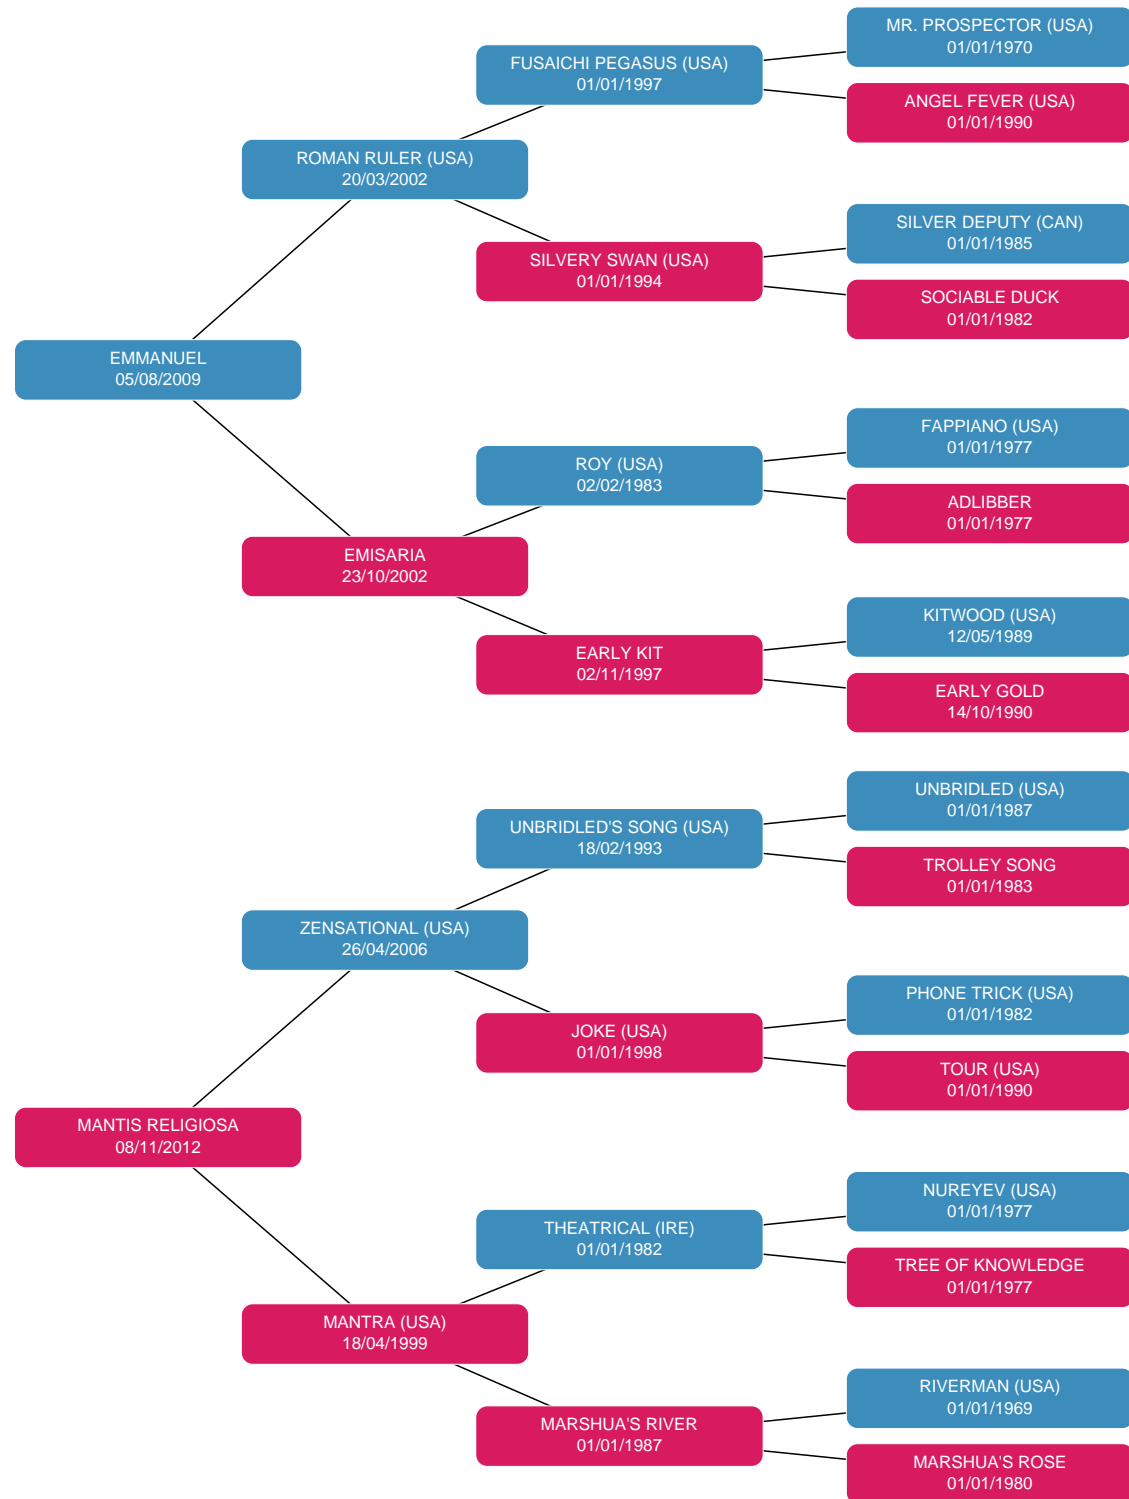 MR. PROSPECTOR (USA)
01/01/1970
FUSAICHI PEGASUS (USA)
01/01/1997
ANGEL FEVER (USA)
01/01/1990
ROMAN RULER (USA)
20/03/2002
SILVER DEPUTY (CAN)
01/01/1985
SILVERY SWAN (USA)
01/01/1994
SOCIABLE DUCK
01/01/1982
EMMANUEL
05/08/2009
FAPPIANO (USA)
01/01/1977
ROY (USA)
02/02/1983
ADLIBBER
01/01/1977
EMISARIA
23/10/2002
KITWOOD (USA)
12/05/1989
EARLY KIT
02/11/1997
EARLY GOLD
14/10/1990
UNBRIDLED (USA)
01/01/1987
UNBRIDLED'S SONG (USA)
18/02/1993
TROLLEY SONG
01/01/1983
ZENSATIONAL (USA)
26/04/2006
PHONE TRICK (USA)
01/01/1982
JOKE (USA)
01/01/1998
TOUR (USA)
01/01/1990
MANTIS RELIGIOSA
08/11/2012
NUREYEV (USA)
01/01/1977
THEATRICAL (IRE)
01/01/1982
TREE OF KNOWLEDGE
01/01/1977
MANTRA (USA)
18/04/1999
RIVERMAN (USA)
01/01/1969
MARSHUA'S RIVER
01/01/1987
MARSHUA'S ROSE
01/01/1980